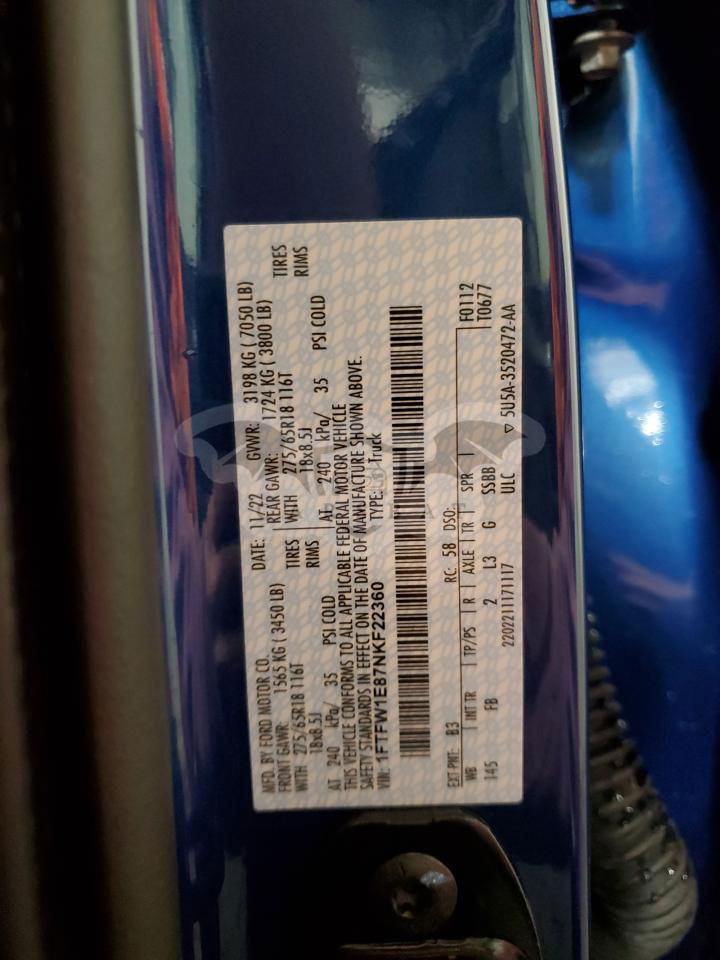 MFD. BY FORD MOTOR CO. DATE: 11/22 GVWR: 3198 KG ( 7050 LB)
FRONT GAWR: 1565 KG ( 3450 LB) REAR GAWR: 1724 KG ( 3800 LB)
WITH 275/65R18 116T TIRES WITH 275/65R18 116T TIRES
18x8.5J RIMS 18x8.5J RIMS
AT 240 kPa/ 35 PSI COLD AT 240 kPa/ 35 PSI COLD
THIS VEHICLE CONFORMS TO ALL APPLICABLE FEDERAL MOTOR VEHICLE
SAFETY STANDARDS IN EFFECT ON THE DATE OF MANUFACTURE SHOWN ABOVE.
VIN: 1FTFW1E87NKF22360 TYPE: Truck
EXT PNT: B3 RC: 58 DSO: F0112
WB INT TR TP/PS R AXLE TR SPR T0677
145 FB 2 L3 G SSBB
2202211171117 ULC ▽ 5U5A-3520472-AA